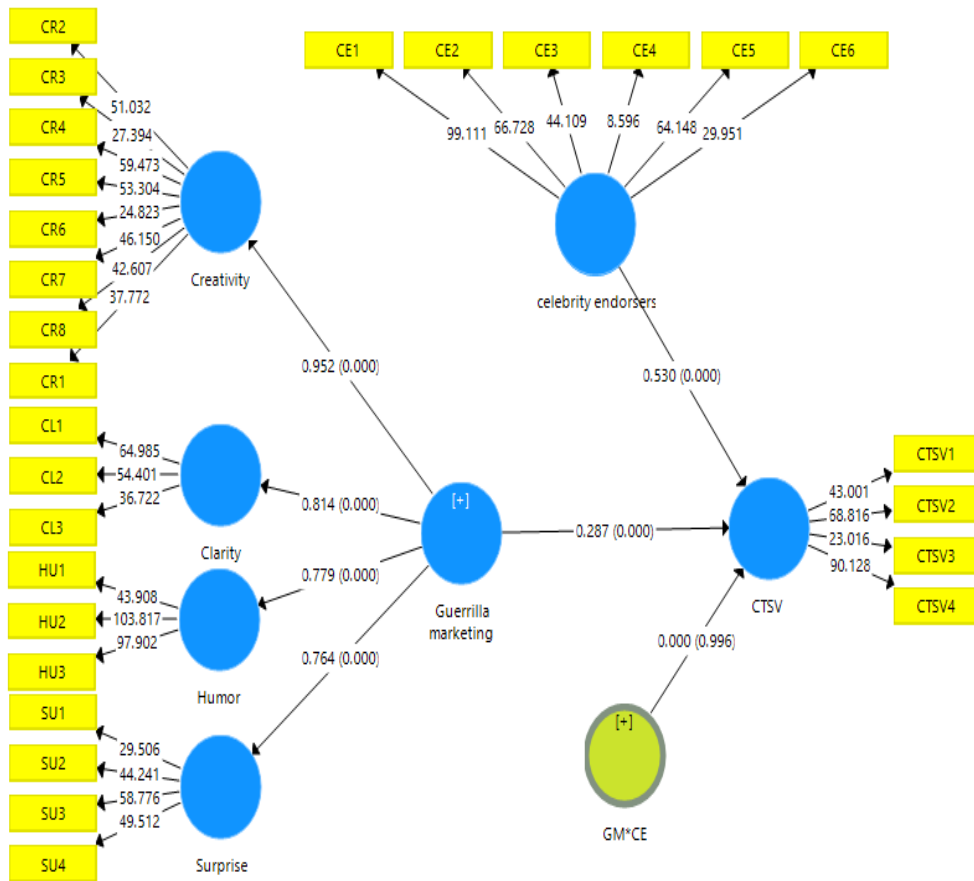 CR2
CR3
CR4
CR5
CR6
CR7
CR8
CR1
51.032
27.394
59.473
53.304
24.823
46.150
42.607
37.772
Creativity
CE1
CE2
CE3
CE4
CE5
CE6
99.111
66.728
44.109
8.596
64.148
29.951
celebrity endorsers
0.952 (0.000)
0.530 (0.000)
CL1
CL2
CL3
64.985
54.401
36.722
Clarity
0.814 (0.000)
HU1
HU2
HU3
43.908
103.817
97.902
Humor
0.779 (0.000)
[+]
Guerrilla
marketing
0.287 (0.000)
CTSV
CTSV1
CTSV2
CTSV3
CTSV4
43.001
68.816
23.016
90.128
0.764 (0.000)
SU1
SU2
SU3
SU4
29.506
44.241
58.776
49.512
Surprise
0.000 (0.996)
[+]
GM*CE